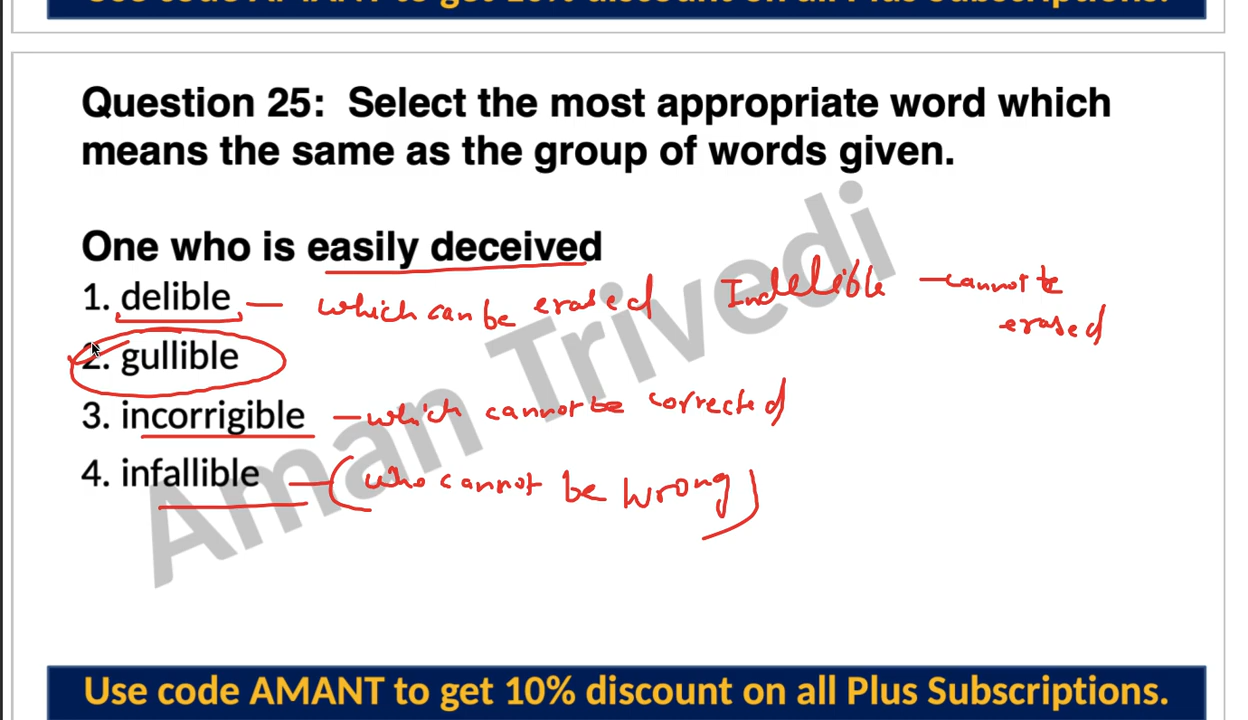 Use code AMANT to get 10% discount on all Plus Subscriptions.
Question 25: Select the most appropriate word which
means the same as the group of words given.
One who is easily deceived
1. delible — which can be erased Indelible — cannot be
erased
2. gullible
3. incorrigible — which cannot be corrected
4. infallible — (who cannot be wrong)
Aman Trivedi
Use code AMANT to get 10% discount on all Plus Subscriptions.